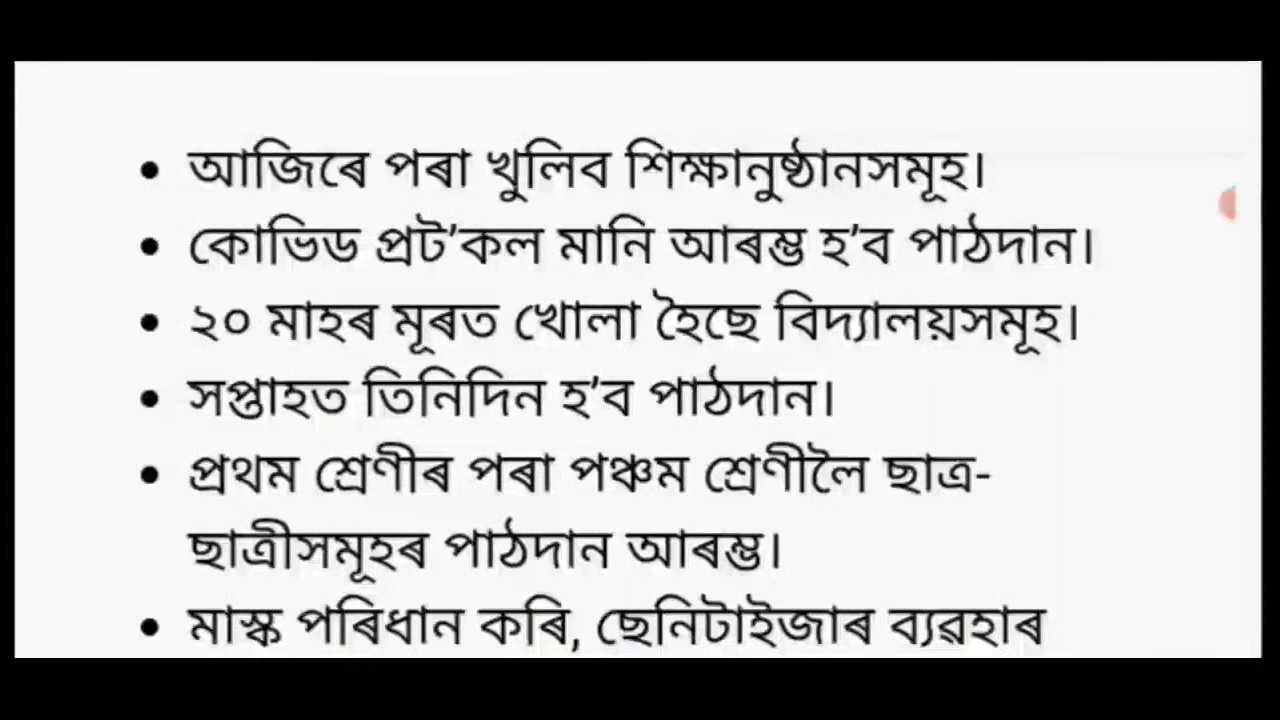 • আজিৰে পৰা খুলিব শিক্ষানুষ্ঠানসমূহ।
• কোভিড প্ৰট’কল মানি আৰম্ভ হ’ব পাঠদান।
• ২০ মাহৰ মূৰত খোলা হৈছে বিদ্যালয়সমূহ।
• সপ্তাহত তিনিদিন হ’ব পাঠদান।
• প্ৰথম শ্ৰেণীৰ পৰা পঞ্চম শ্ৰেণীলৈ ছাত্ৰ-
ছাত্ৰীসমূহৰ পাঠদান আৰম্ভ।
• মাস্ক পৰিধান কৰি, ছেনিটাইজাৰ ব্যৱহাৰ